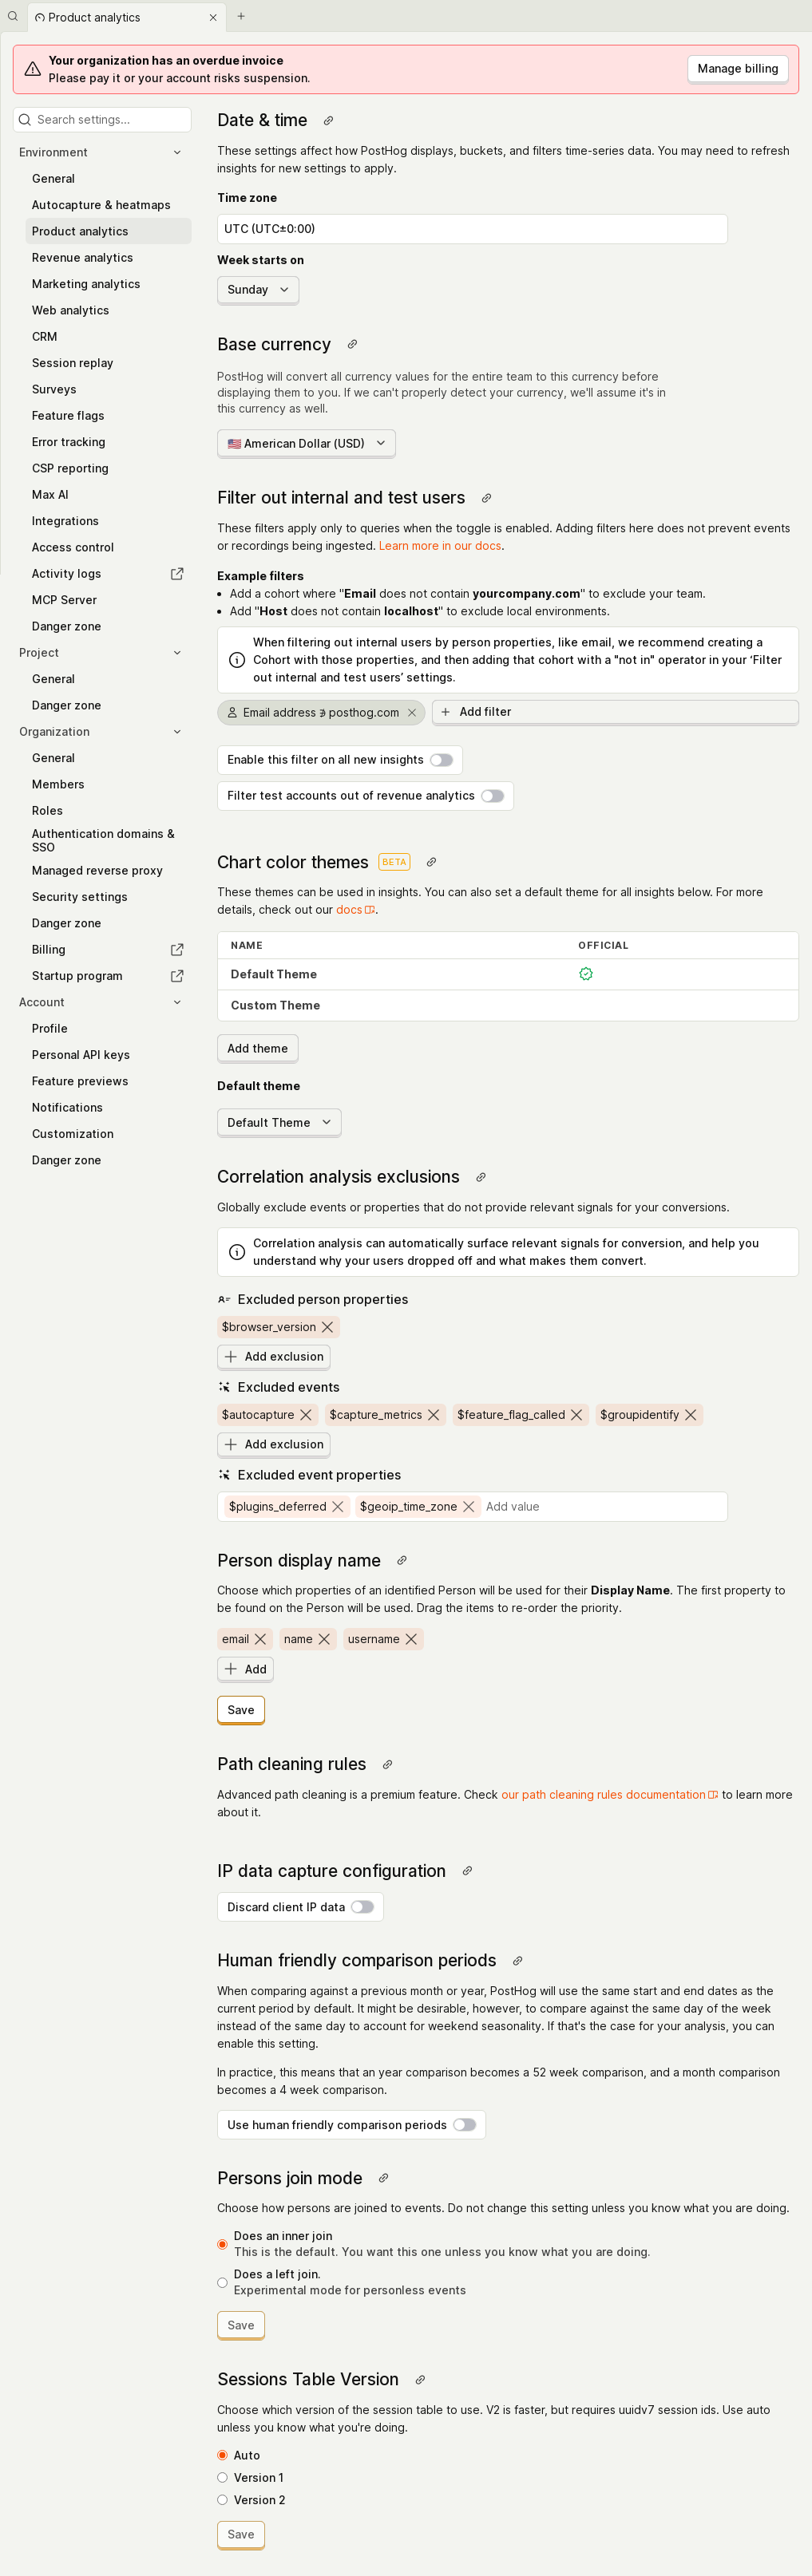 Product analytics
Your organization has an overdue invoice
Please pay it or your account risks suspension.
Manage billing
Search settings...
Environment
General
Autocapture & heatmaps
Product analytics
Revenue analytics
Marketing analytics
Web analytics
CRM
Session replay
Surveys
Feature flags
Error tracking
CSP reporting
Max AI
Integrations
Access control
Activity logs
MCP Server
Danger zone
Project
General
Danger zone
Organization
General
Members
Roles
Authentication domains &
SSO
Managed reverse proxy
Security settings
Danger zone
Billing
Startup program
Account
Profile
Personal API keys
Feature previews
Notifications
Customization
Danger zone
Date & time
These settings affect how PostHog displays, buckets, and filters time-series data. You may need to refresh
insights for new settings to apply.
Time zone
UTC (UTC±0:00)
Week starts on
Sunday
Base currency
PostHog will convert all currency values for the entire team to this currency before
displaying them to you. If we can't properly detect your currency, we'll assume it's in
this currency as well.
🇺🇸 American Dollar (USD)
Filter out internal and test users
These filters apply only to queries when the toggle is enabled. Adding filters here does not prevent events
or recordings being ingested. Learn more in our docs.
Example filters
• Add a cohort where "Email does not contain yourcompany.com" to exclude your team.
• Add "Host does not contain localhost" to exclude local environments.
When filtering out internal users by person properties, like email, we recommend creating a
Cohort with those properties, and then adding that cohort with a "not in" operator in your ‘Filter
out internal and test users’ settings.
Email address ∌ posthog.com
Add filter
Enable this filter on all new insights
Filter test accounts out of revenue analytics
Chart color themes BETA
These themes can be used in insights. You can also set a default theme for all insights below. For more
details, check out our docs.
NAME OFFICIAL
Default Theme
Custom Theme
Add theme
Default theme
Default Theme
Correlation analysis exclusions
Globally exclude events or properties that do not provide relevant signals for your conversions.
Correlation analysis can automatically surface relevant signals for conversion, and help you
understand why your users dropped off and what makes them convert.
Excluded person properties
$browser_version
Add exclusion
Excluded events
$autocapture $capture_metrics $feature_flag_called $groupidentify
Add exclusion
Excluded event properties
$plugins_deferred $geoip_time_zone Add value
Person display name
Choose which properties of an identified Person will be used for their Display Name. The first property to
be found on the Person will be used. Drag the items to re-order the priority.
email name username
Add
Save
Path cleaning rules
Advanced path cleaning is a premium feature. Check our path cleaning rules documentation to learn more
about it.
IP data capture configuration
Discard client IP data
Human friendly comparison periods
When comparing against a previous month or year, PostHog will use the same start and end dates as the
current period by default. It might be desirable, however, to compare against the same day of the week
instead of the same day to account for weekend seasonality. If that's the case for your analysis, you can
enable this setting.
In practice, this means that an year comparison becomes a 52 week comparison, and a month comparison
becomes a 4 week comparison.
Use human friendly comparison periods
Persons join mode
Choose how persons are joined to events. Do not change this setting unless you know what you are doing.
Does an inner join
This is the default. You want this one unless you know what you are doing.
Does a left join.
Experimental mode for personless events
Save
Sessions Table Version
Choose which version of the session table to use. V2 is faster, but requires uuidv7 session ids. Use auto
unless you know what you're doing.
Auto
Version 1
Version 2
Save